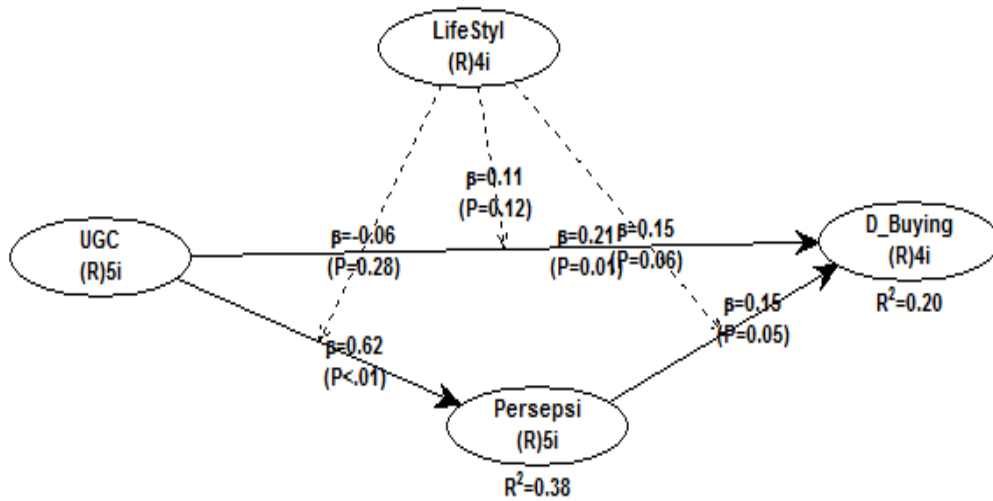 LifeStyl
(R)4i
β=0.11
(P=0.12)
UGC
(R)5i
β=-0.06
(P=0.28)
β=0.21
(P=0.01)
β=0.15
(P=0.06)
D_Buying
(R)4i
R²=0.20
β=0.15
(P=0.05)
β=0.62
(P<.01)
Persepsi
(R)5i
R²=0.38